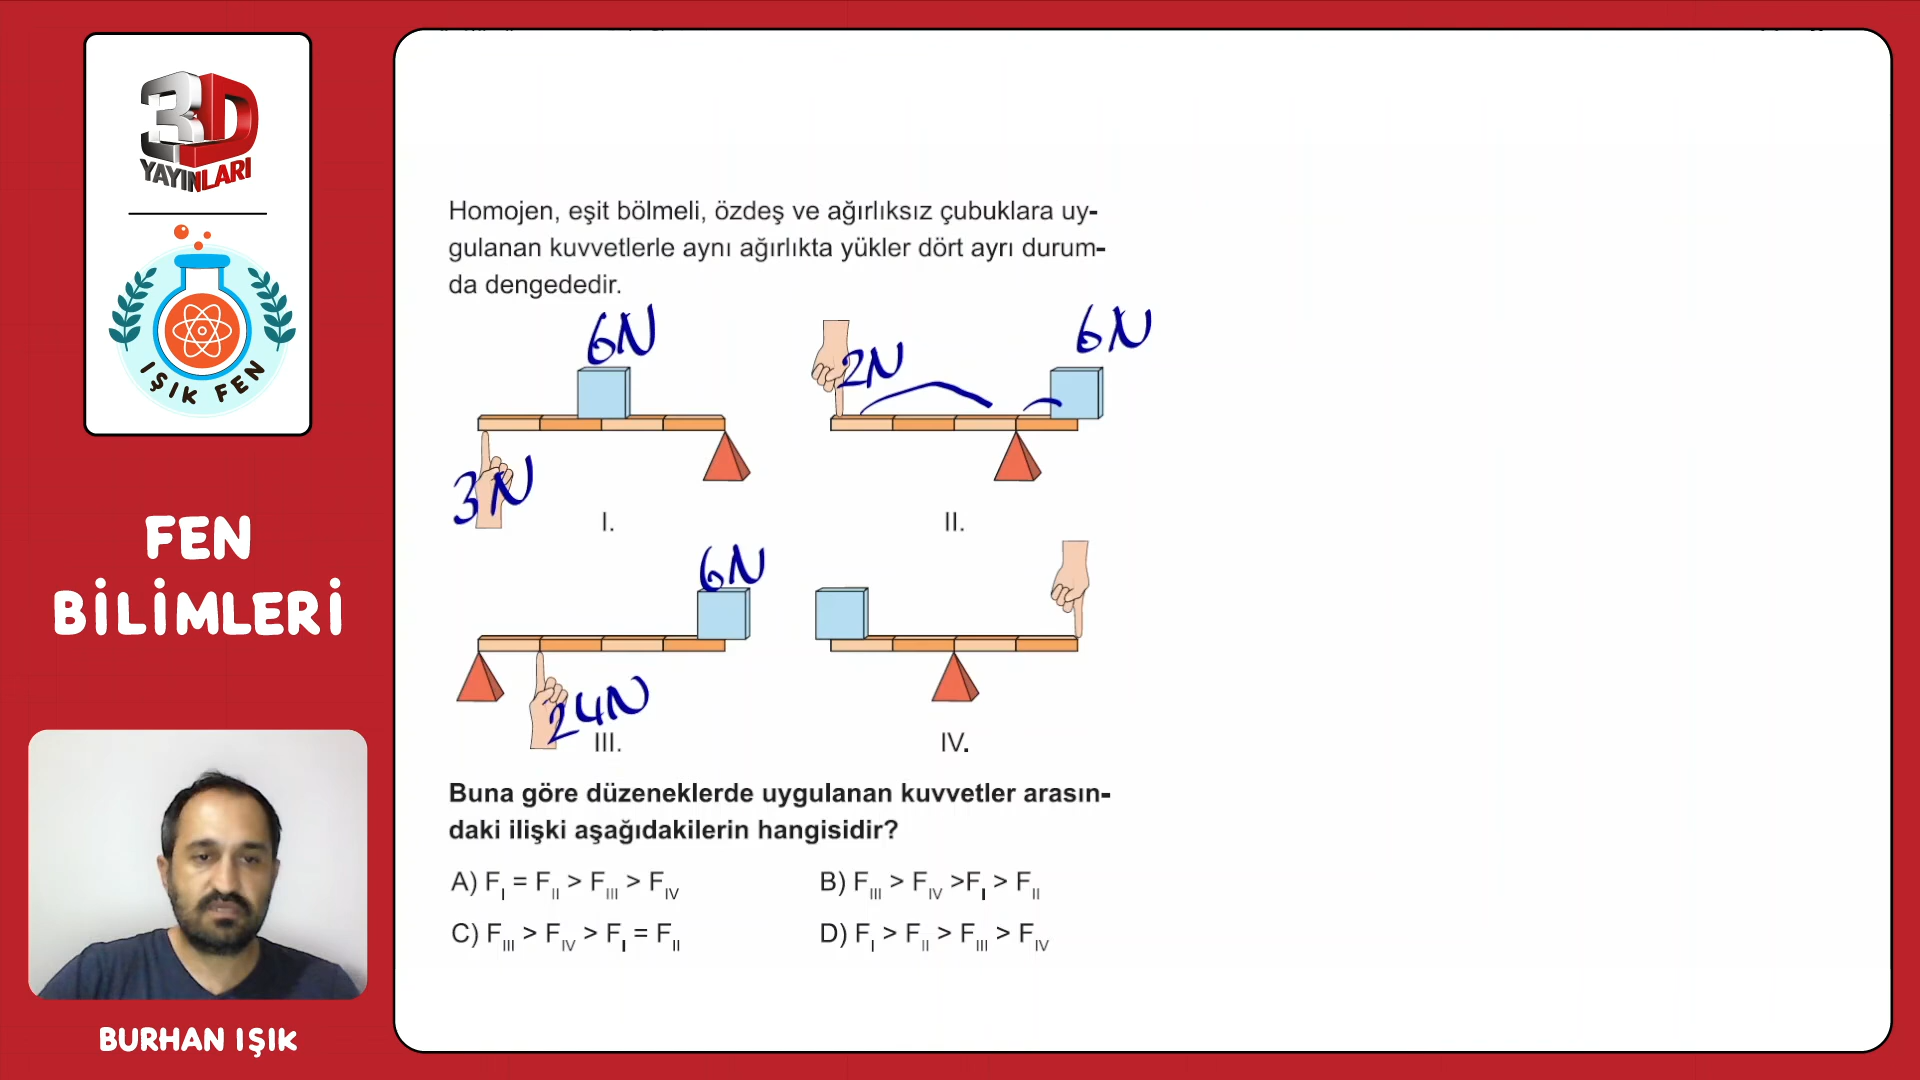 3D
YAYINLARI
IŞIK FEN
FEN
BİLİMLERİ
BURHAN IŞIK
Homojen, eşit bölmeli, özdeş ve ağırlıksız çubuklara uy-
gulanan kuvvetlerle aynı ağırlıkta yükler dört ayrı durum-
da dengededir.
6N
6N
2N
3N
I.
II.
6N
24N
III.
IV.
Buna göre düzeneklerde uygulanan kuvvetler arasın-
daki ilişki aşağıdakilerin hangisidir?
A) F_I = F_II > F_III > F_IV
B) F_III > F_IV >F_I > F_II
C) F_III > F_IV > F_I = F_II
D) F_I > F_II > F_III > F_IV